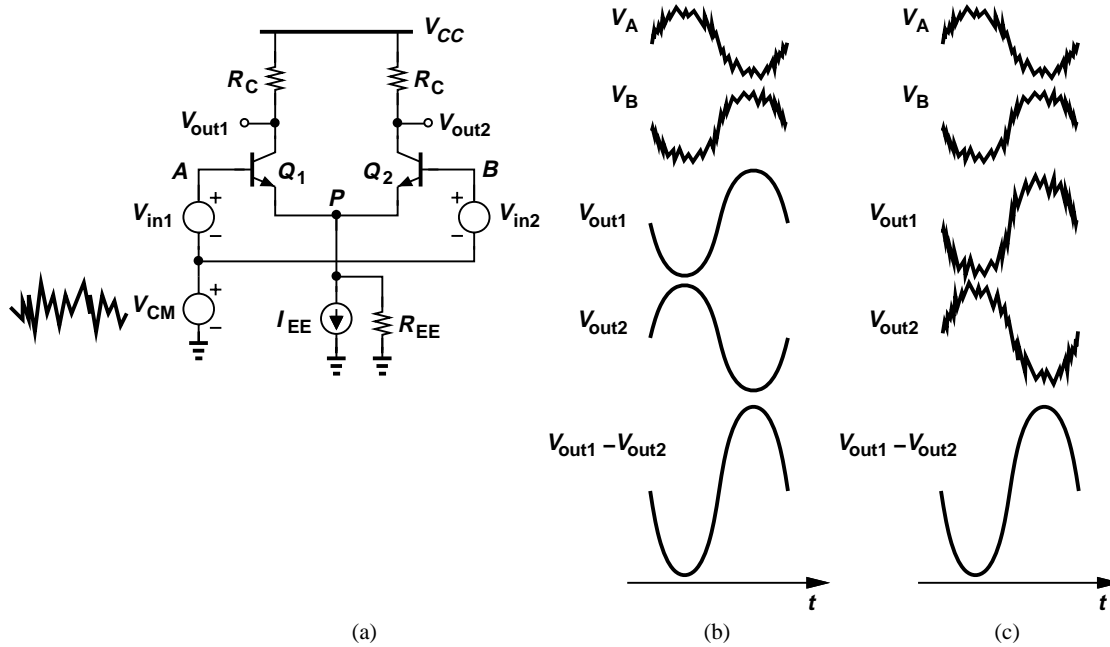 V_CC
R_C
R_C
V_out1
V_out2
A
Q_1
Q_2
B
V_in1
+
−
P
+
−
V_in2
V_CM
+
−
I_EE
R_EE
(a)
V_A
V_B
V_out1
V_out2
V_out1 − V_out2
t
(b)
V_A
V_B
V_out1
V_out2
V_out1 − V_out2
t
(c)